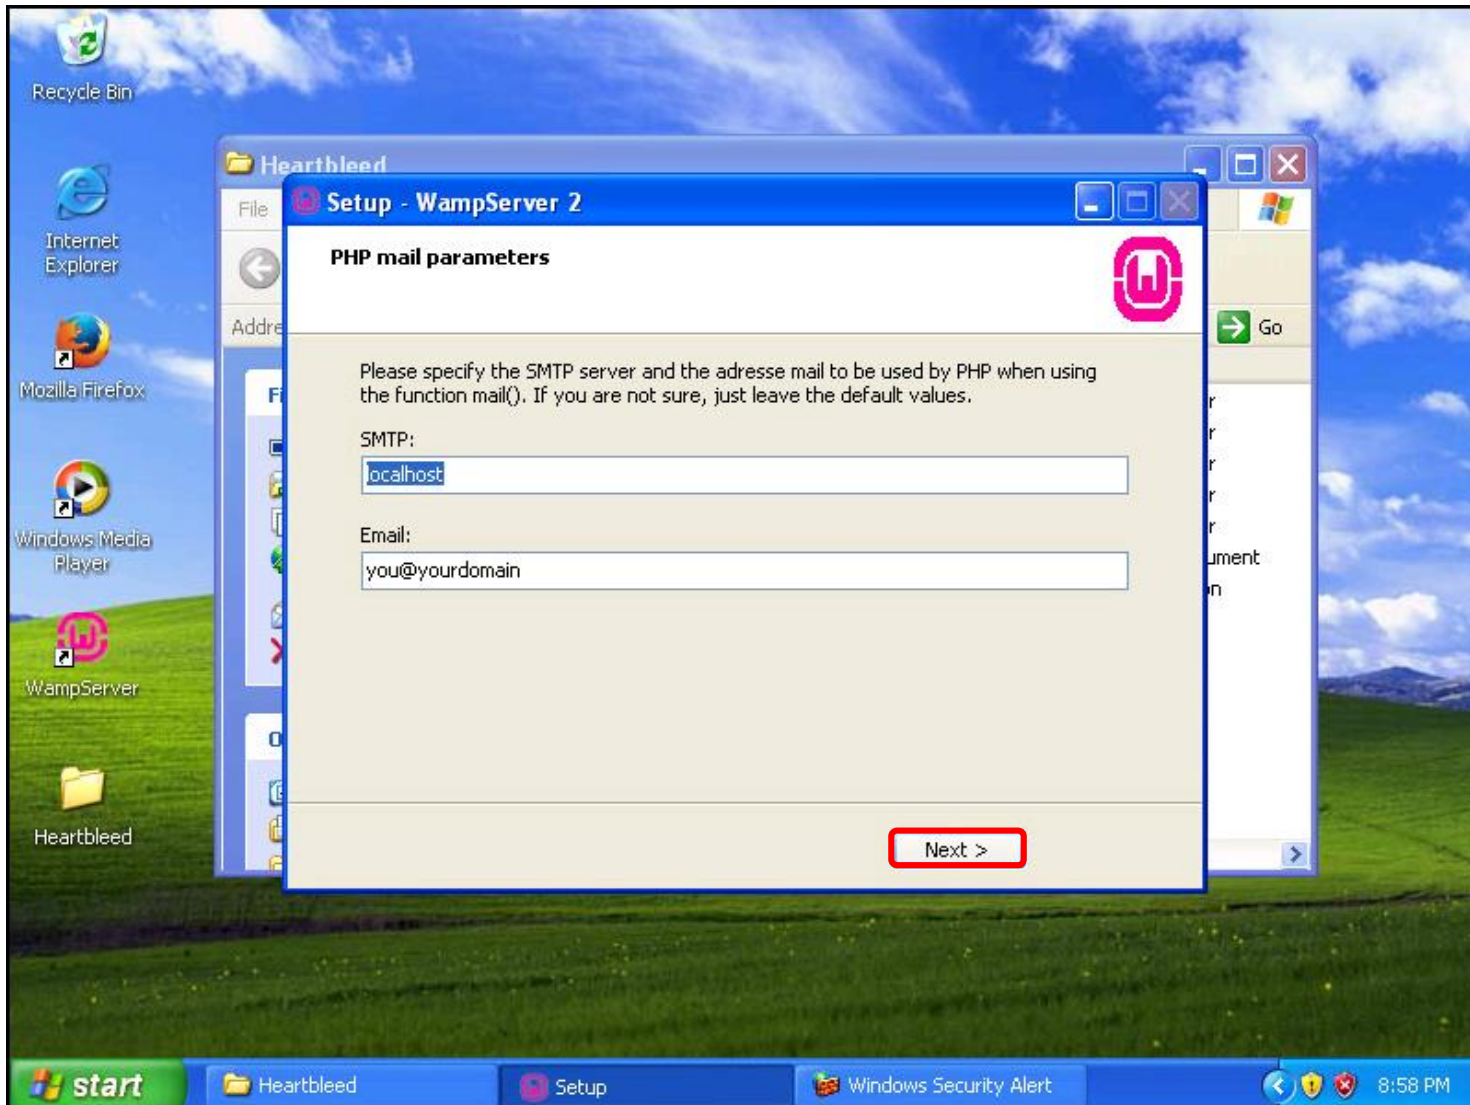 Recycle Bin
Internet
Explorer
Mozilla Firefox
Windows Media
Player
WampServer
Heartbleed
Heartbleed
File
Addre
Go
Setup - WampServer 2
PHP mail parameters
Please specify the SMTP server and the adresse mail to be used by PHP when using
the function mail(). If you are not sure, just leave the default values.
SMTP:
localhost
Email:
you@yourdomain
Next >
r
r
r
r
r
ument
on
start
Heartbleed
Setup
Windows Security Alert
8:58 PM